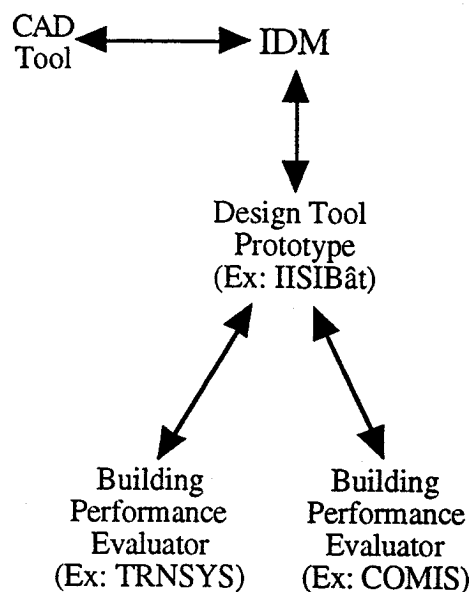 CAD
Tool
IDM
Design Tool
Prototype
(Ex: IISIBât)
Building
Performance
Evaluator
(Ex: TRNSYS)
Building
Performance
Evaluator
(Ex: COMIS)